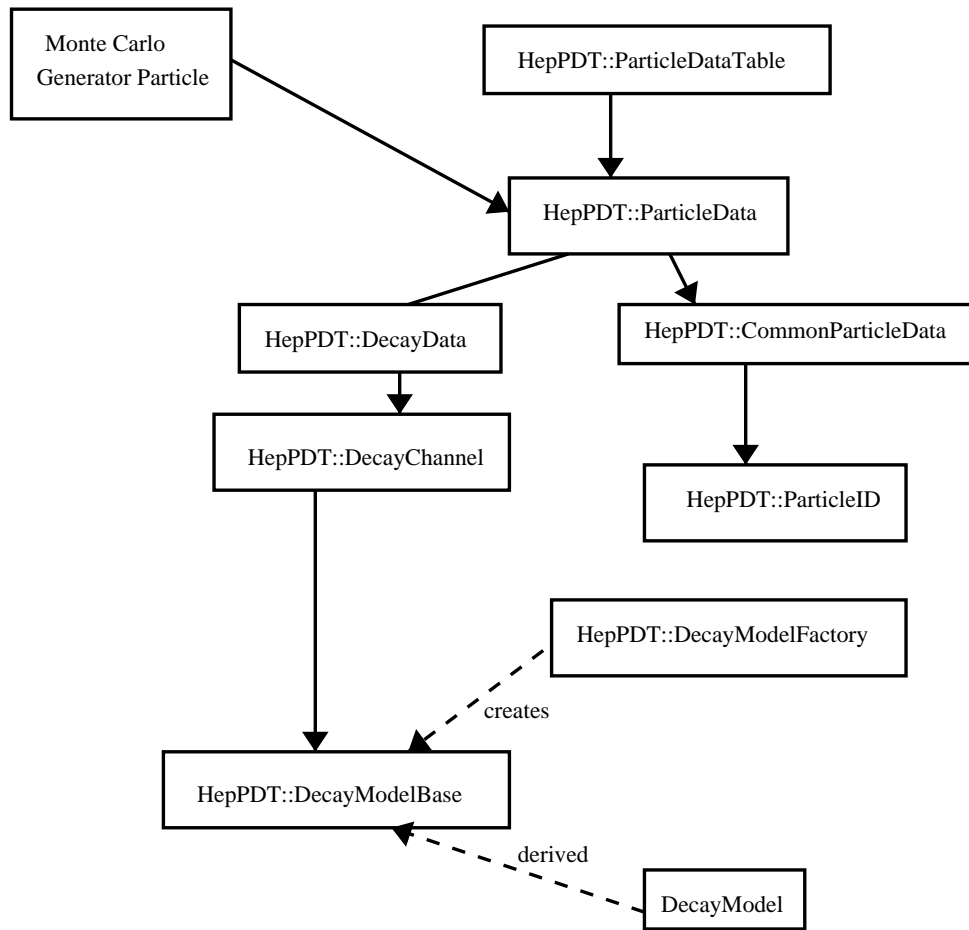 Monte Carlo
Generator Particle
HepPDT::ParticleDataTable
HepPDT::ParticleData
HepPDT::DecayData
HepPDT::CommonParticleData
HepPDT::DecayChannel
HepPDT::ParticleID
HepPDT::DecayModelFactory
creates
HepPDT::DecayModelBase
derived
DecayModel